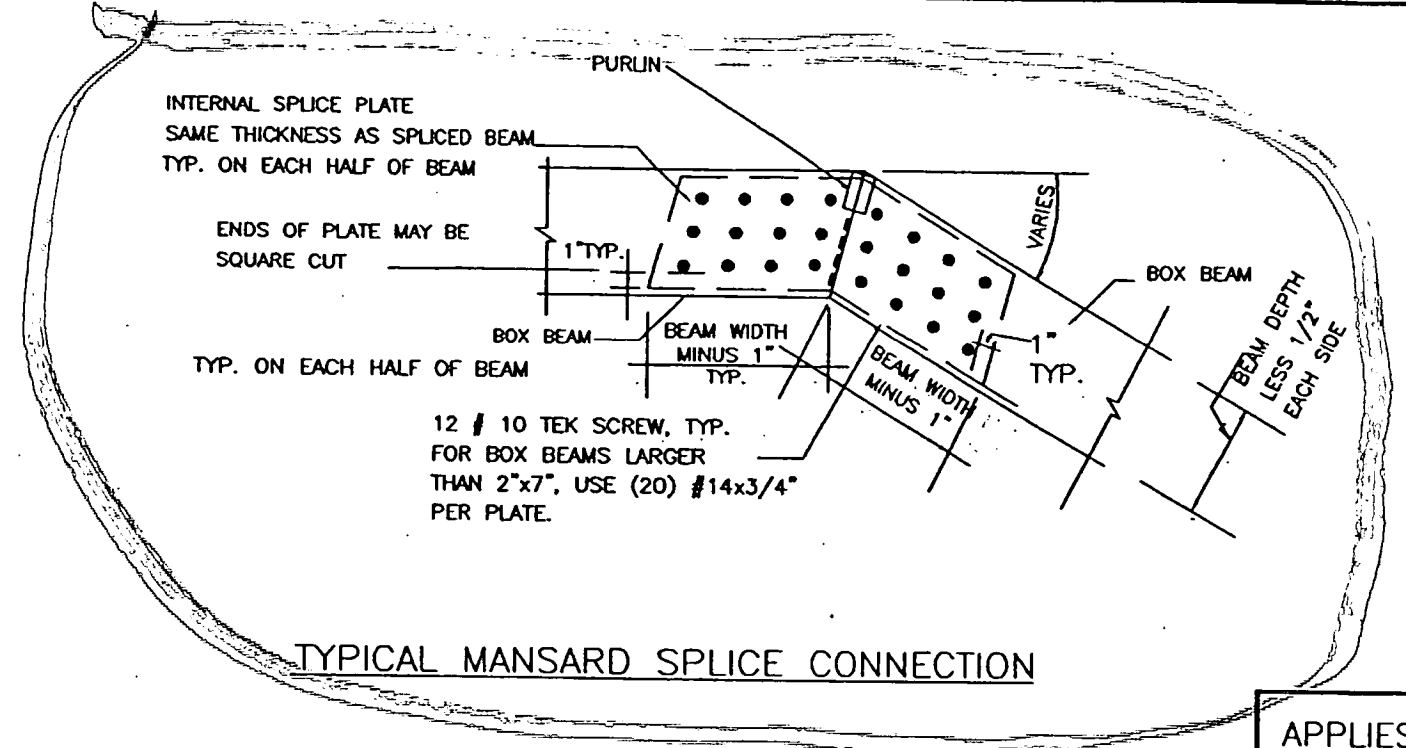 PURLIN
INTERNAL SPLICE PLATE
SAME THICKNESS AS SPLICED BEAM
TYP. ON EACH HALF OF BEAM
ENDS OF PLATE MAY BE
SQUARE CUT
1"TYP.
VARIES
BOX BEAM
BOX BEAM
BEAM WIDTH
MINUS 1"
TYP.
BEAM WIDTH
MINUS 1"
1"
TYP.
BEAM DEPTH
LESS 1/2"
EACH SIDE
TYP. ON EACH HALF OF BEAM
12 # 10 TEK SCREW, TYP.
FOR BOX BEAMS LARGER
THAN 2"x7", USE (20) #14x3/4"
PER PLATE.
TYPICAL MANSARD SPLICE CONNECTION
APPLIES